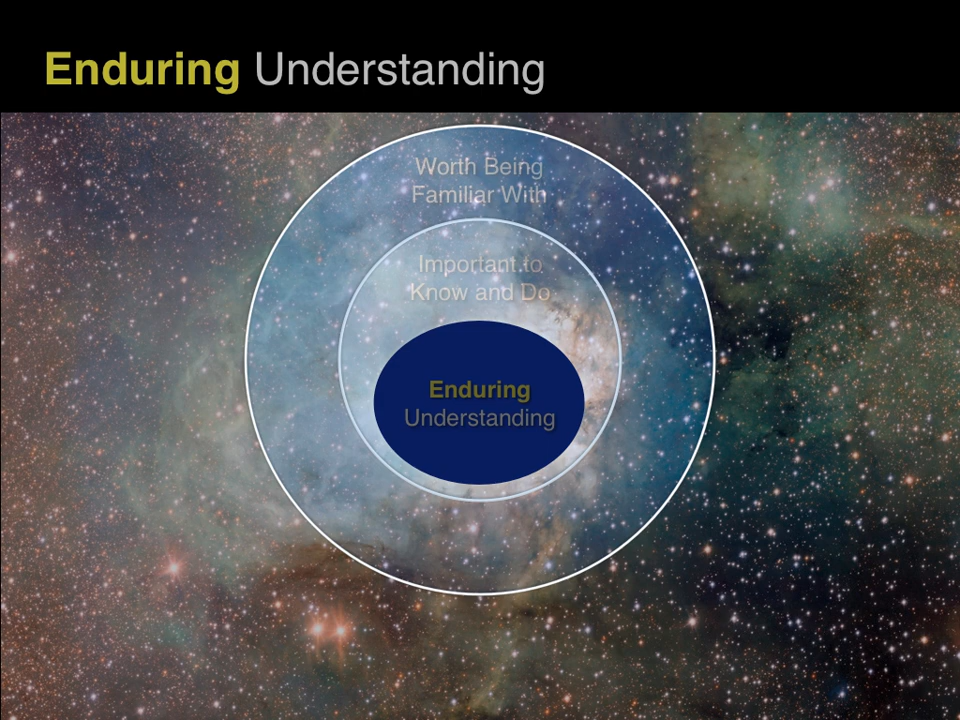 Enduring Understanding
Worth Being
Familiar With
Important to
Know and Do
Enduring
Understanding